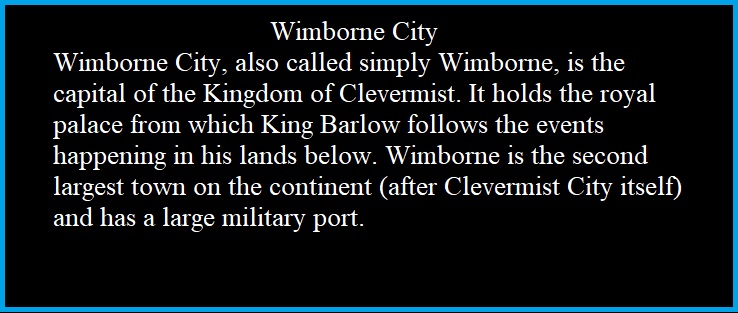 Wimborne City
Wimborne City, also called simply Wimborne, is the
capital of the Kingdom of Clevermist. It holds the royal
palace from which King Barlow follows the events
happening in his lands below. Wimborne is the second
largest town on the continent (after Clevermist City itself)
and has a large military port.